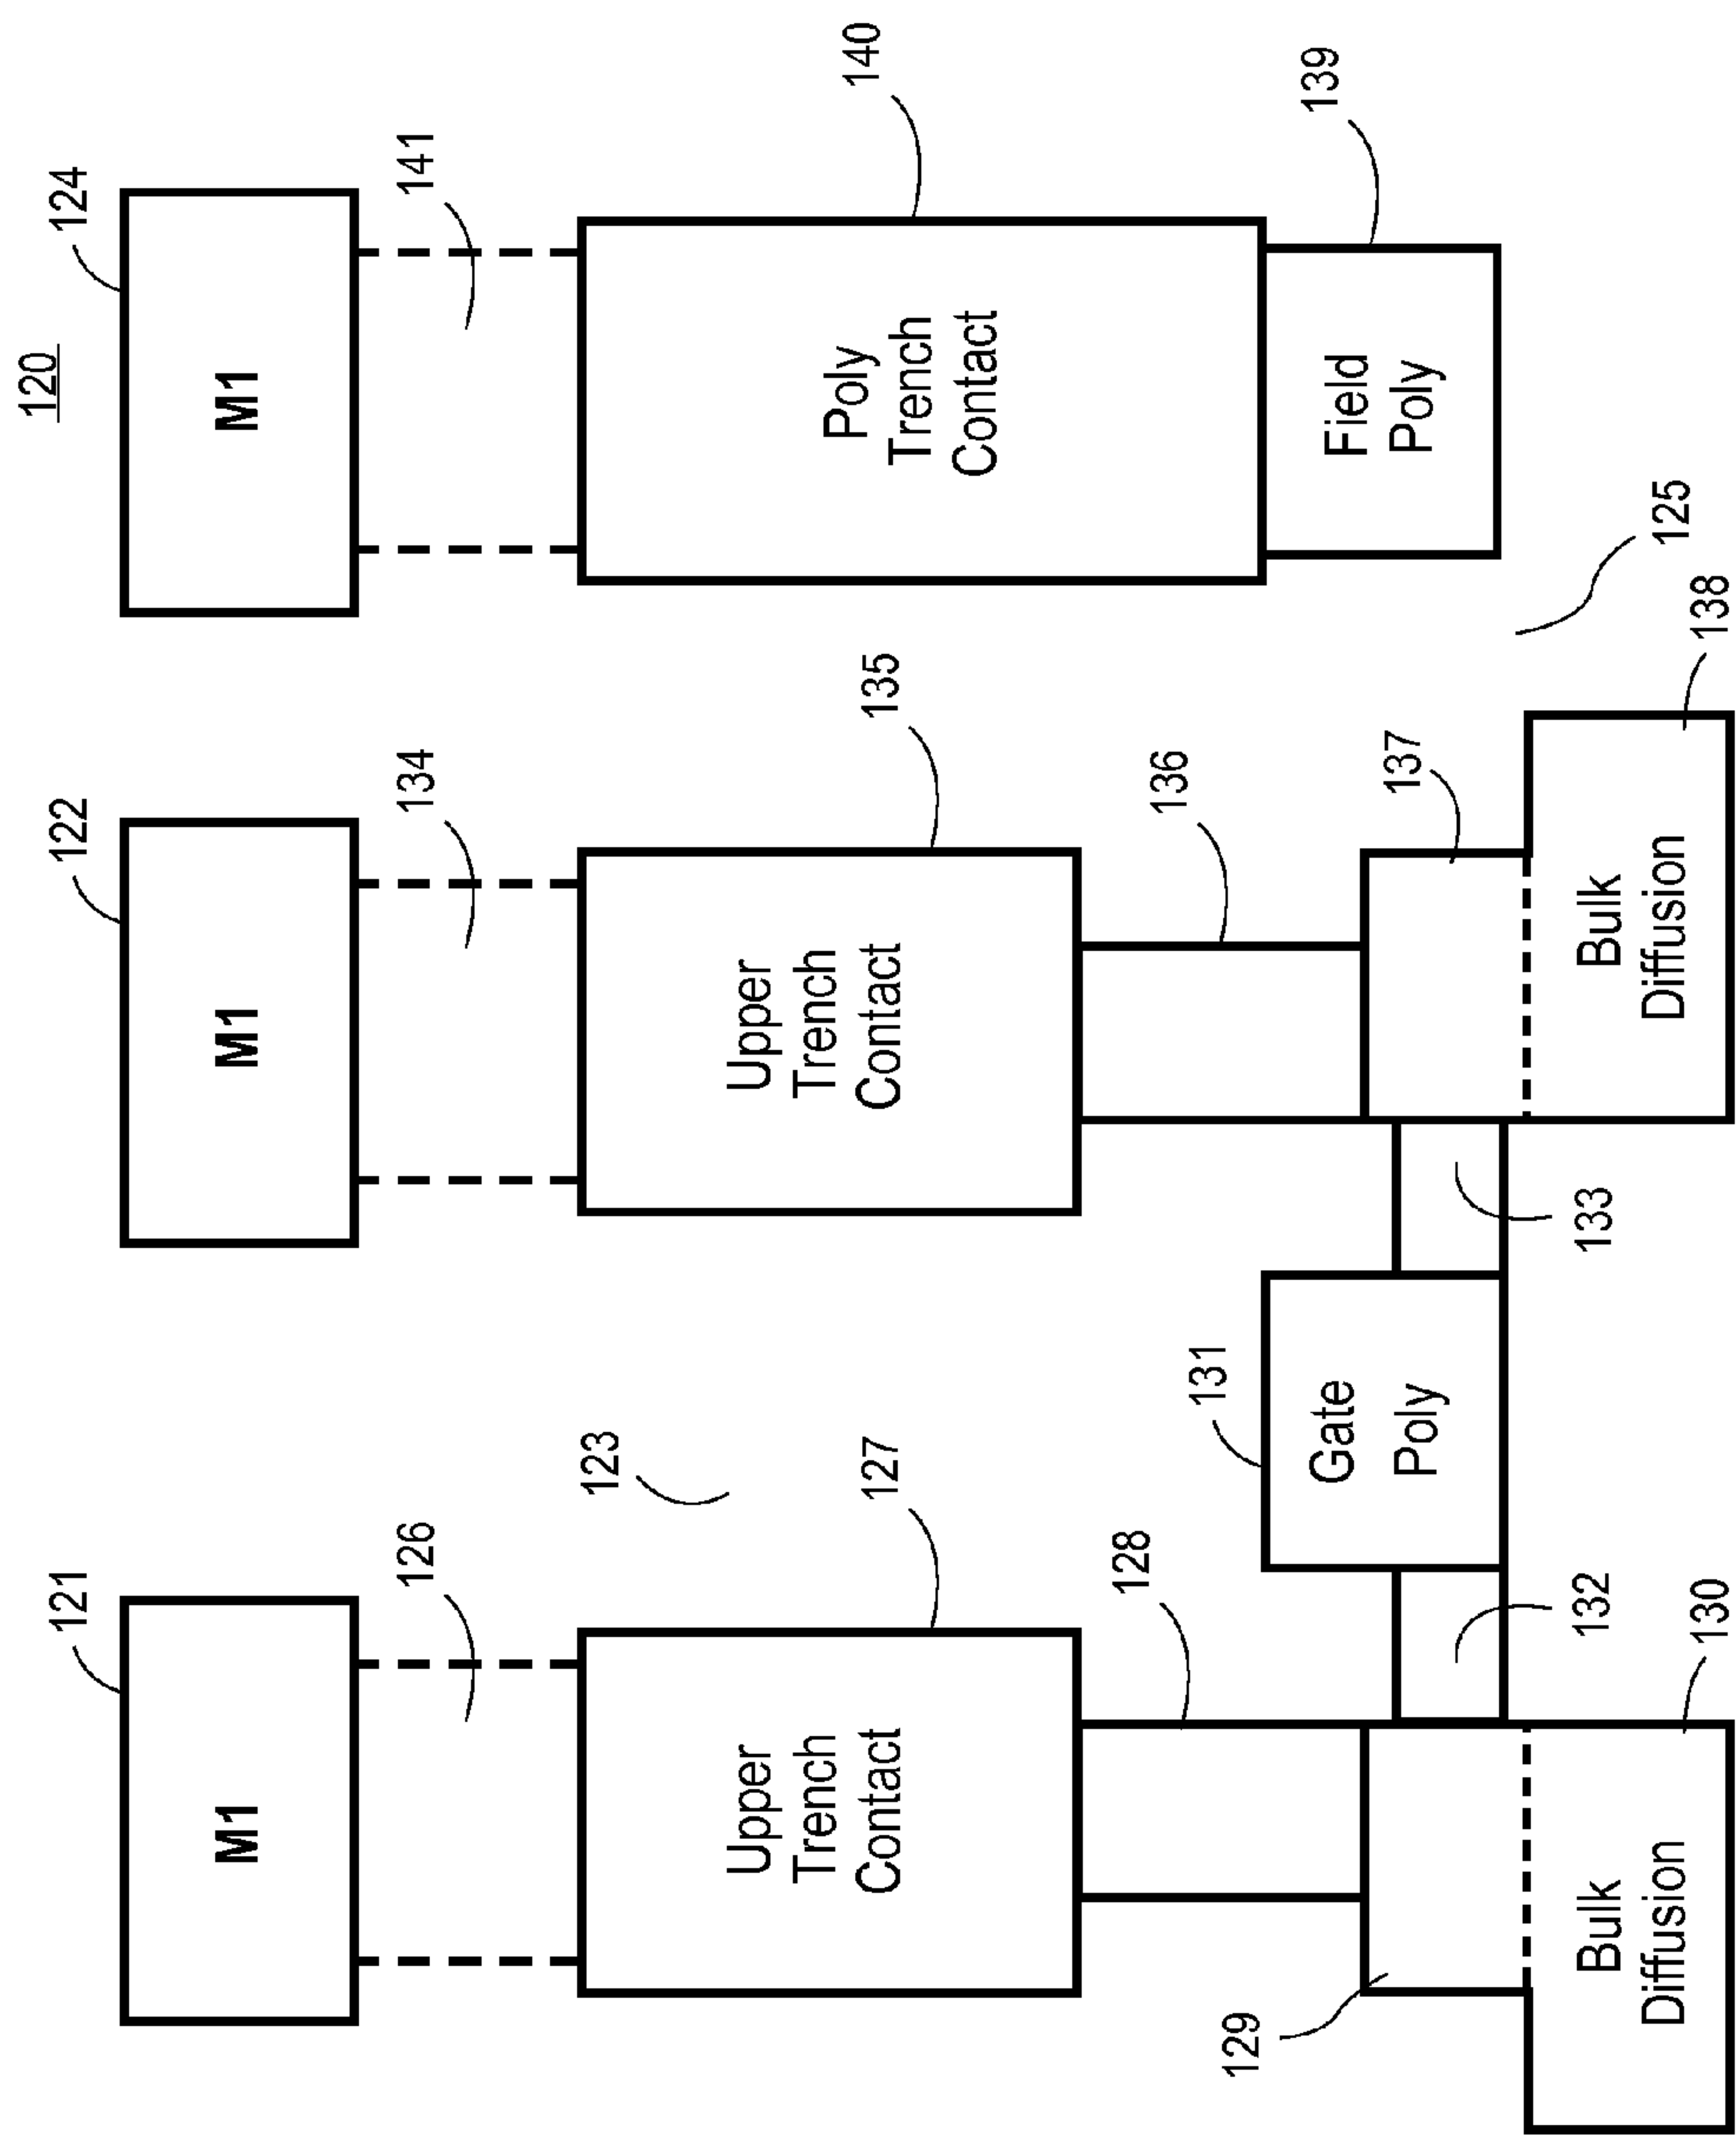 120
121
M1
122
M1
124
M1
126
134
141
123
127
Upper
Trench
Contact
135
Upper
Trench
Contact
140
Poly
Trench
Contact
128
136
129
131
Gate
Poly
137
139
Field
Poly
132
133
125
130
Bulk
Diffusion
138
Bulk
Diffusion